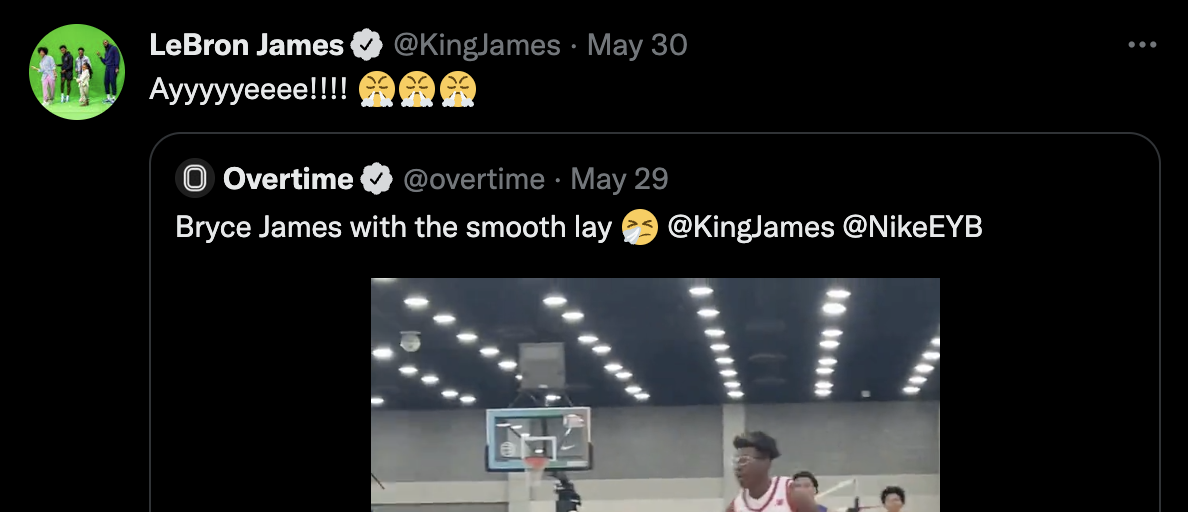 LeBron James @KingJames · May 30
Ayyyyyeeee!!!! 😤😤😤
Overtime @overtime · May 29
Bryce James with the smooth lay 🤧 @KingJames @NikeEYB